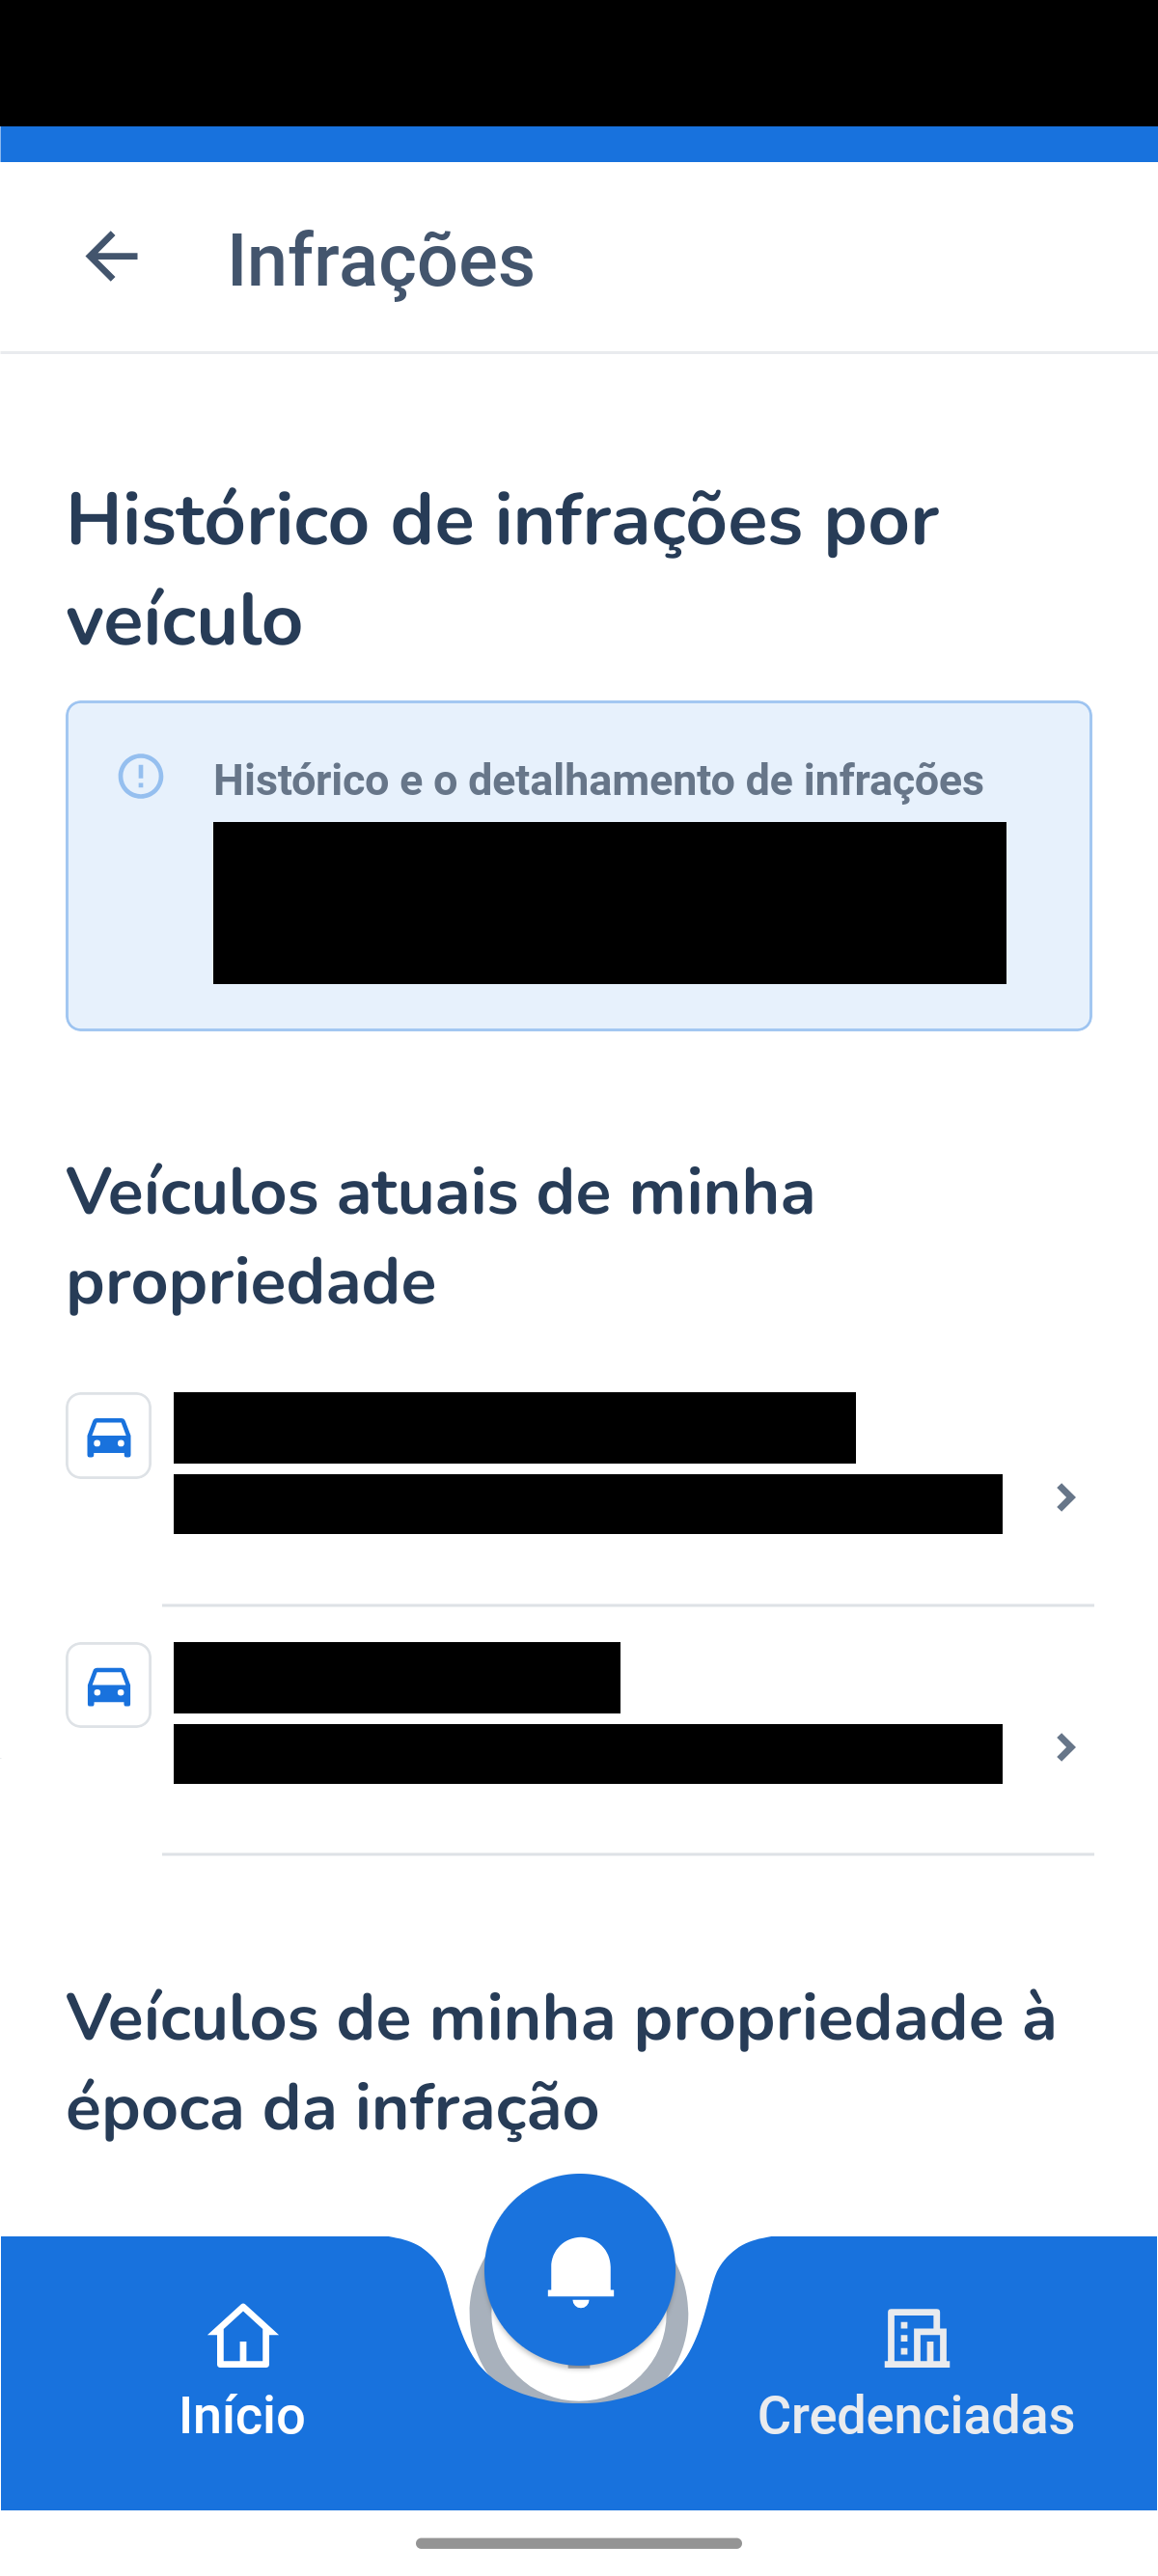 Infrações
Histórico de infrações por
veículo
Histórico e o detalhamento de infrações
Veículos atuais de minha
propriedade
Veículos de minha propriedade à
época da infração
Início
Credenciadas